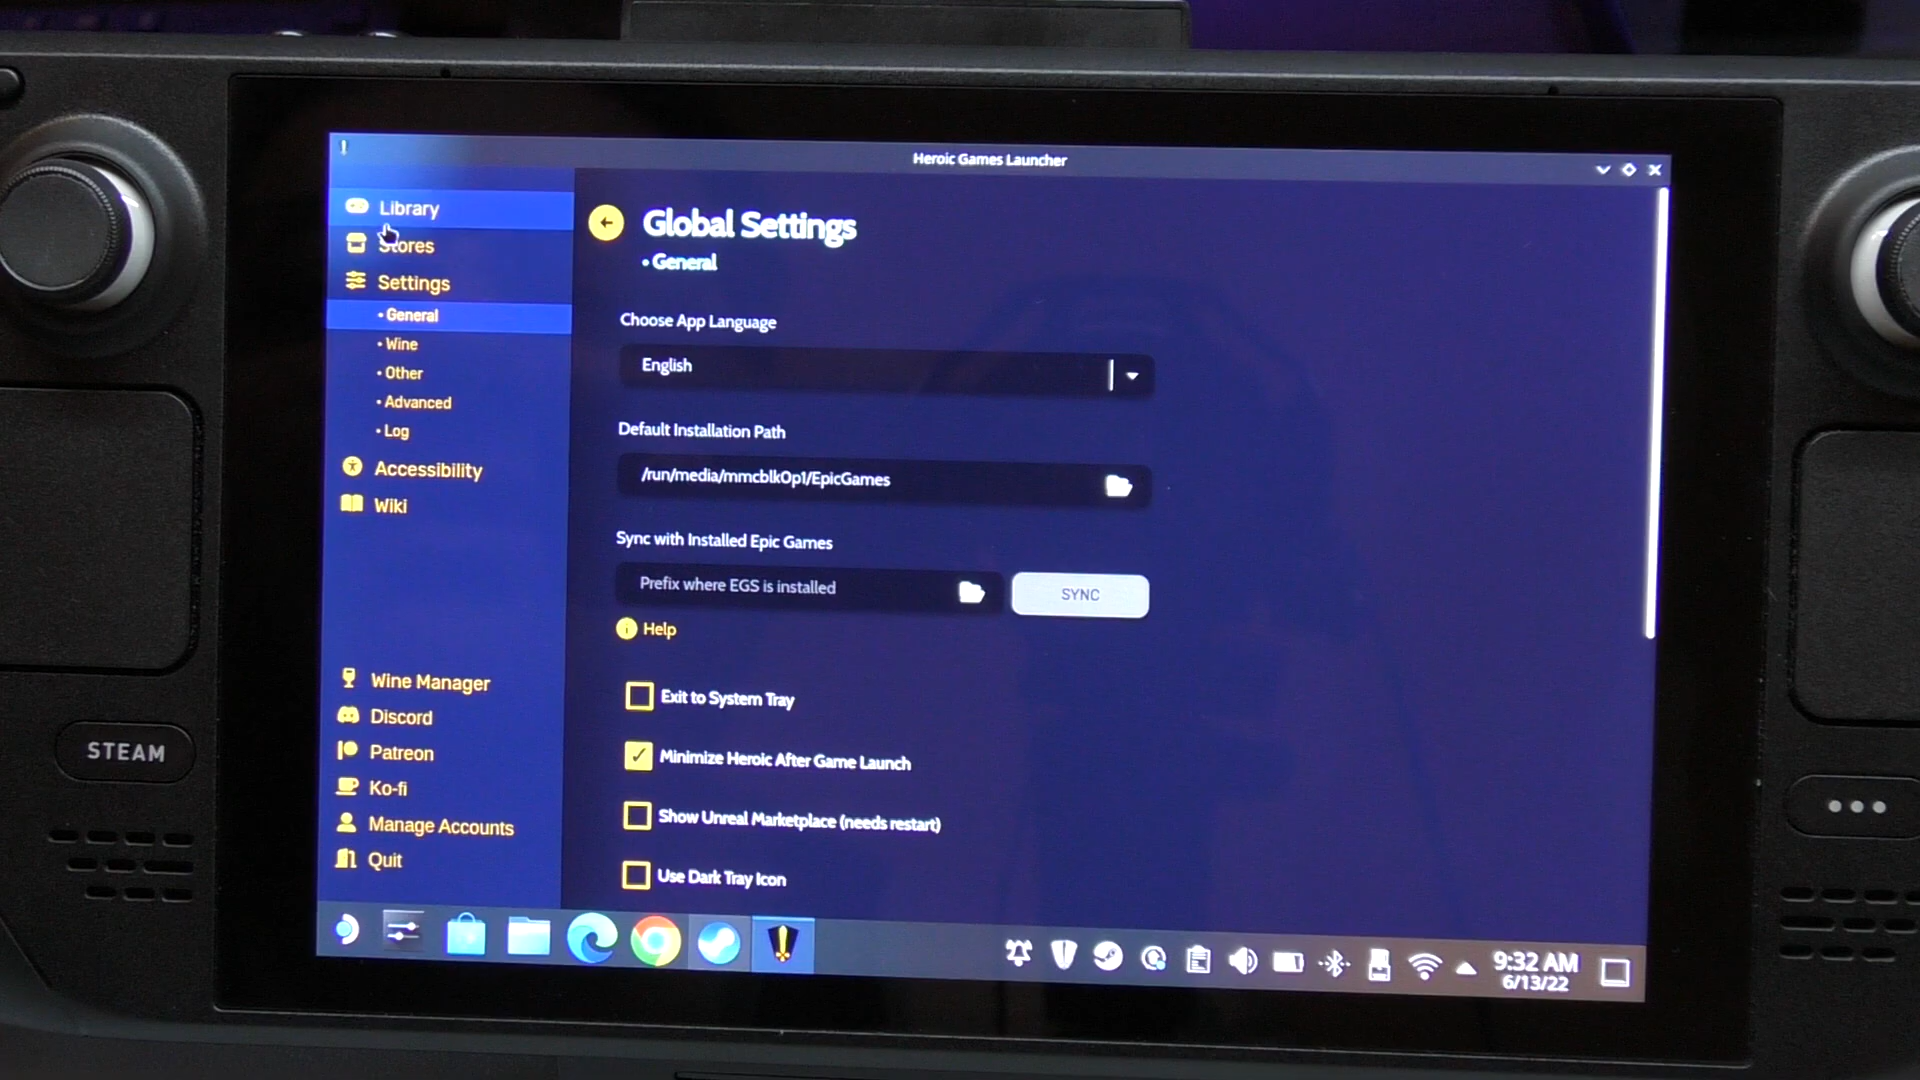 Heroic Games Launcher
Library
Stores
Settings
• General
• Wine
• Other
• Advanced
• Log
Accessibility
Wiki
Wine Manager
Discord
Patreon
Ko-fi
Manage Accounts
Quit
Global Settings
• General
Choose App Language
English
Default Installation Path
/run/media/mmcblk0p1/EpicGames
Sync with Installed Epic Games
Prefix where EGS is installed
SYNC
Help
Exit to System Tray
Minimize Heroic After Game Launch
Show Unreal Marketplace (needs restart)
Use Dark Tray Icon
9:32 AM
6/13/22
STEAM